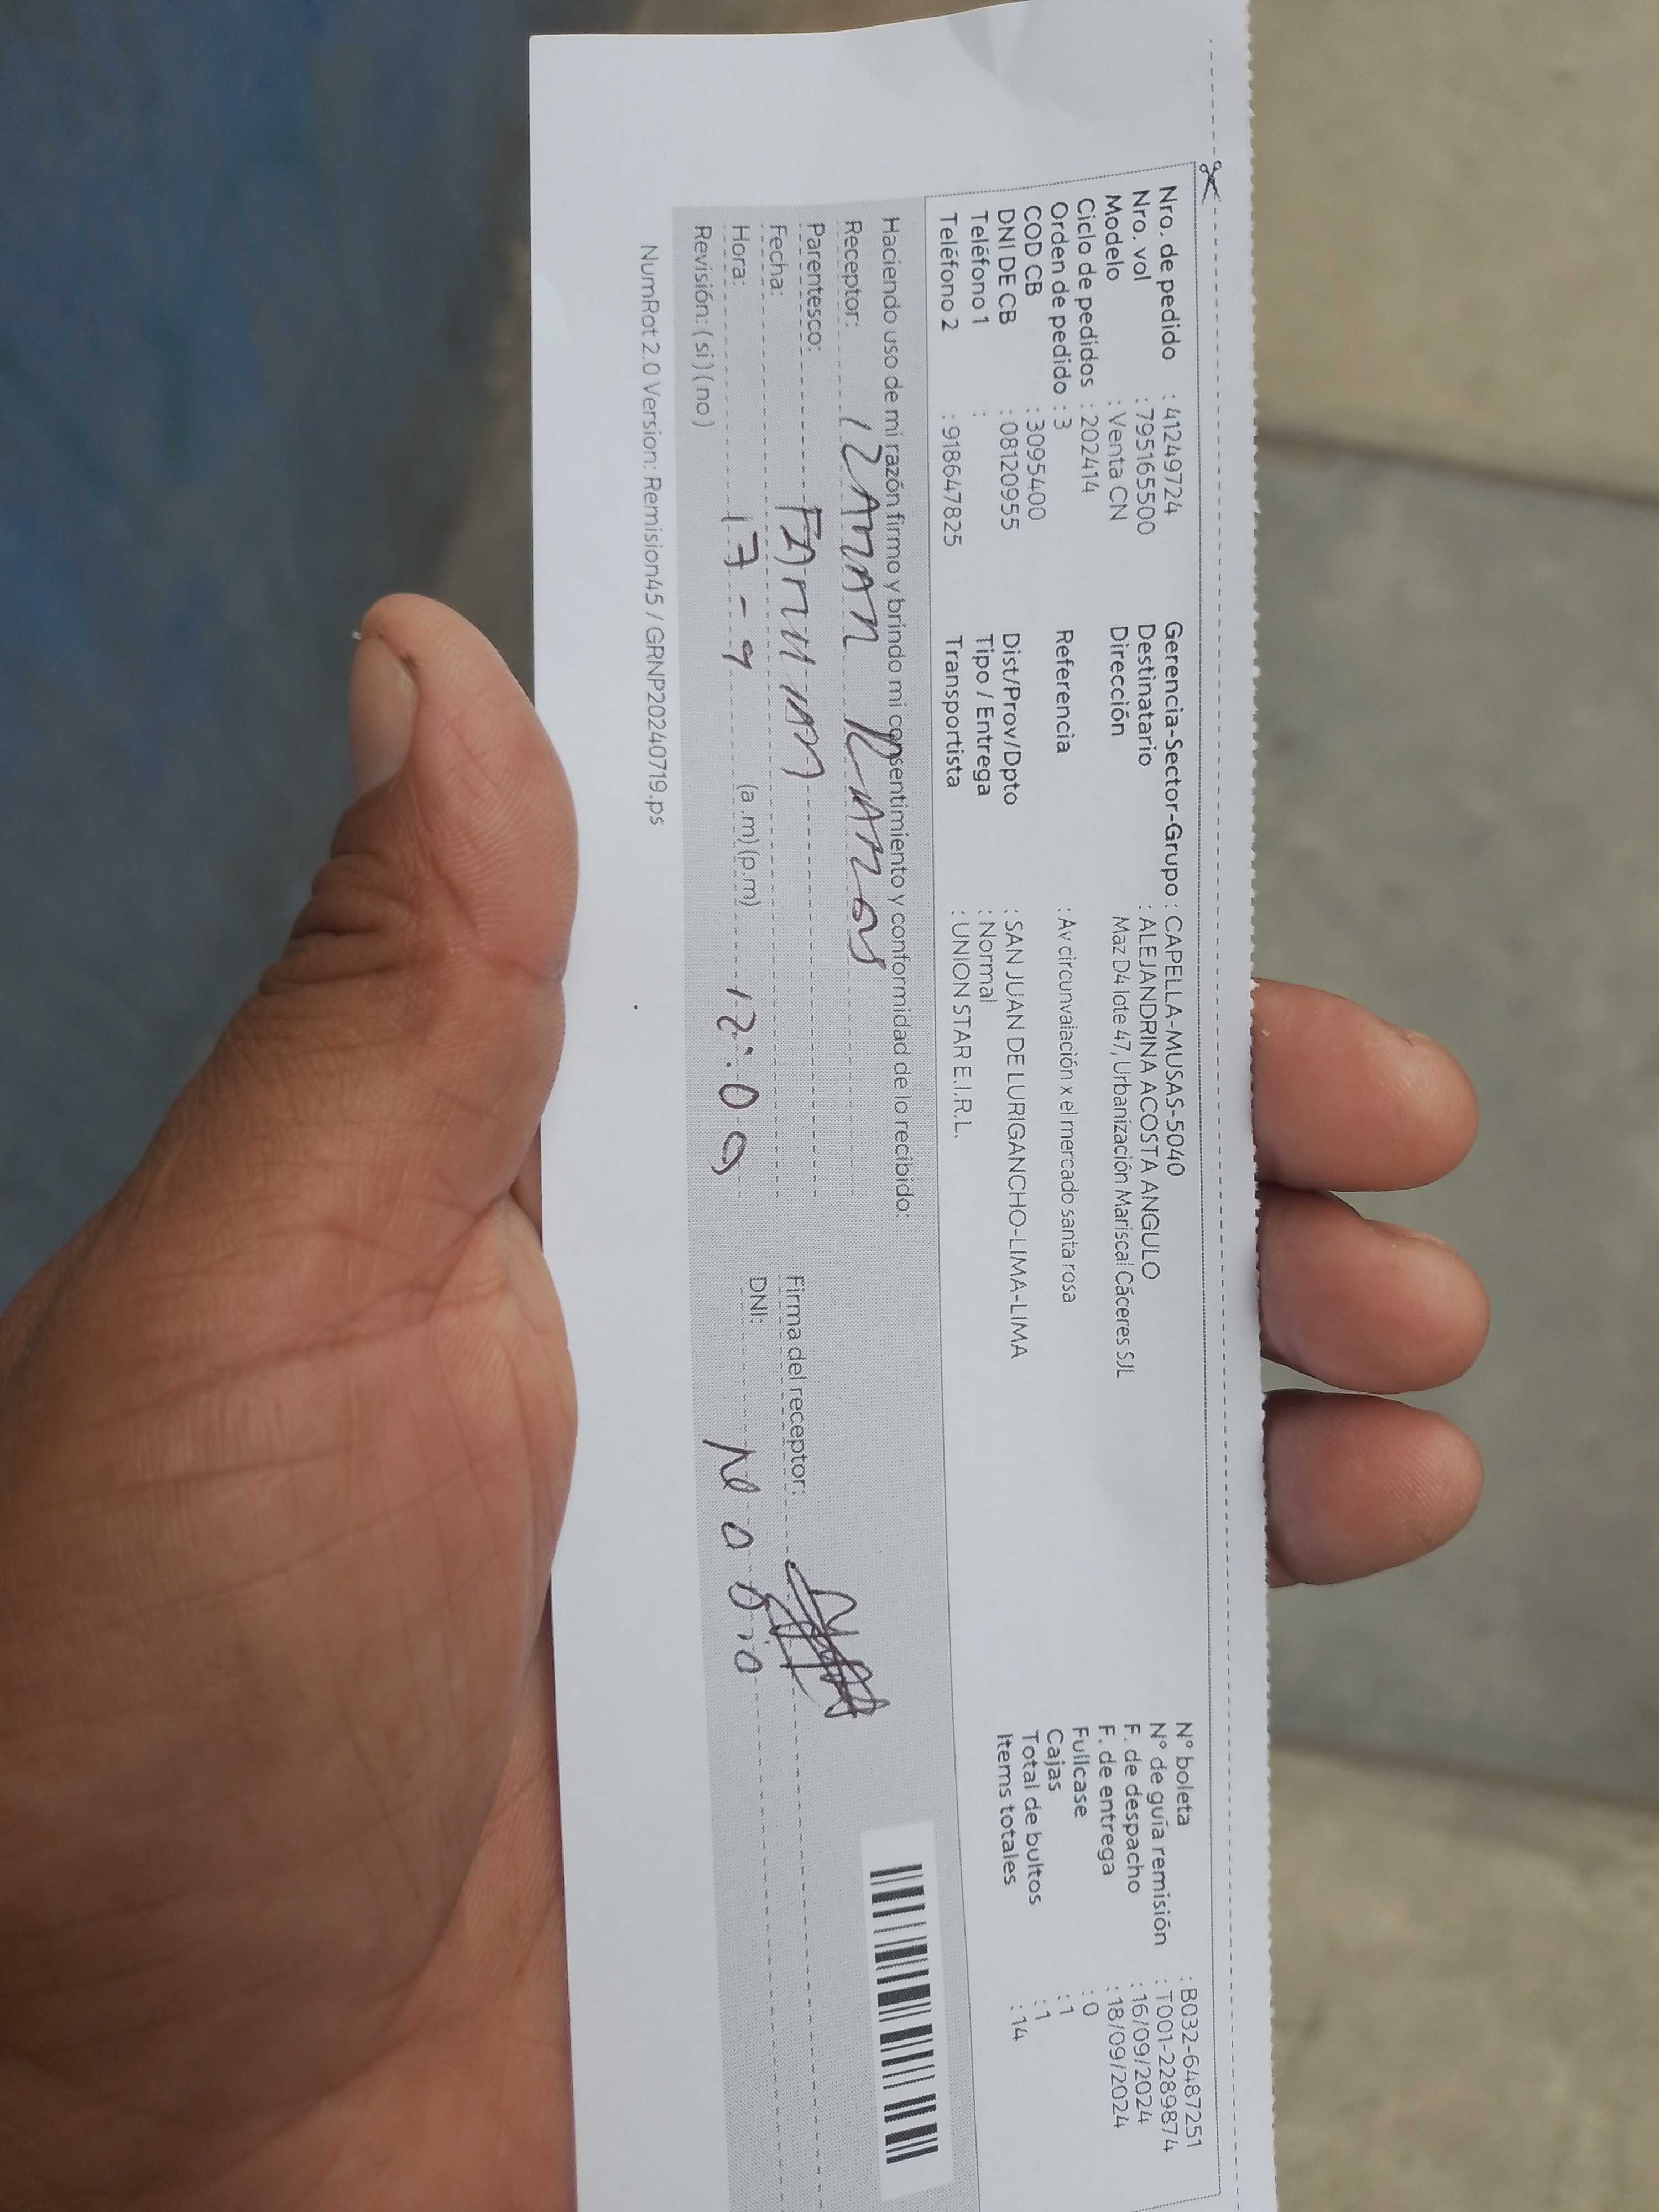 Nro. de pedido : 41249724
Nro. vol : 795165500
Modelo : Venta CN
Ciclo de pedidos : 202414
Orden de pedido : 3
COD CB : 3095400
DNI DE CB : 08120955
Teléfono 1 :
Teléfono 2 : 918647825
Gerencia-Sector-Grupo : CAPELLA-MUSAS-5040
Destinatario : ALEJANDRINA ACOSTA ANGULO
Dirección Maz D4 lote 47, Urbanización Mariscal Cáceres SJL
Referencia : Av circunvalación x el mercado santa rosa
Dist/Prov/Dpto : SAN JUAN DE LURIGANCHO-LIMA-LIMA
Tipo / Entrega : Normal
Transportista : UNION STAR E.I.R.L.
N° boleta : B032-6487251
N° de guía remisión : T001-2289874
F. de despacho : 16/09/2024
F. de entrega : 18/09/2024
Fullcase : 0
Cajas : 1
Total de bultos : 1
Items totales : 14
Haciendo uso de mi razón firmo y brindo mi consentimiento y conformidad de lo recibido:
Receptor:
Parentesco:
Fecha:
Hora: 17-9 (a.m) (p.m) 12:09
Revisión: (si) (no)
Firma del receptor:
DNI: no dio
NumRot 2.0 Version: Remision45 / GRNP20240719.ps